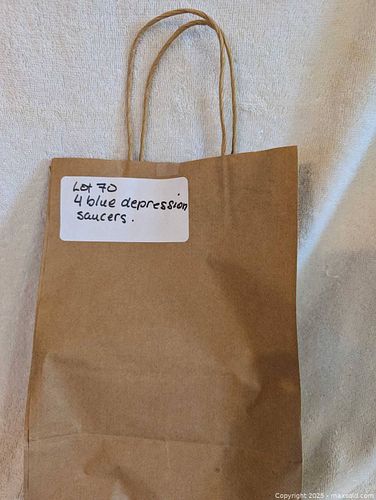 Lot 70
4 blue depression
saucers.
Copyright 2025 - maxsold.com